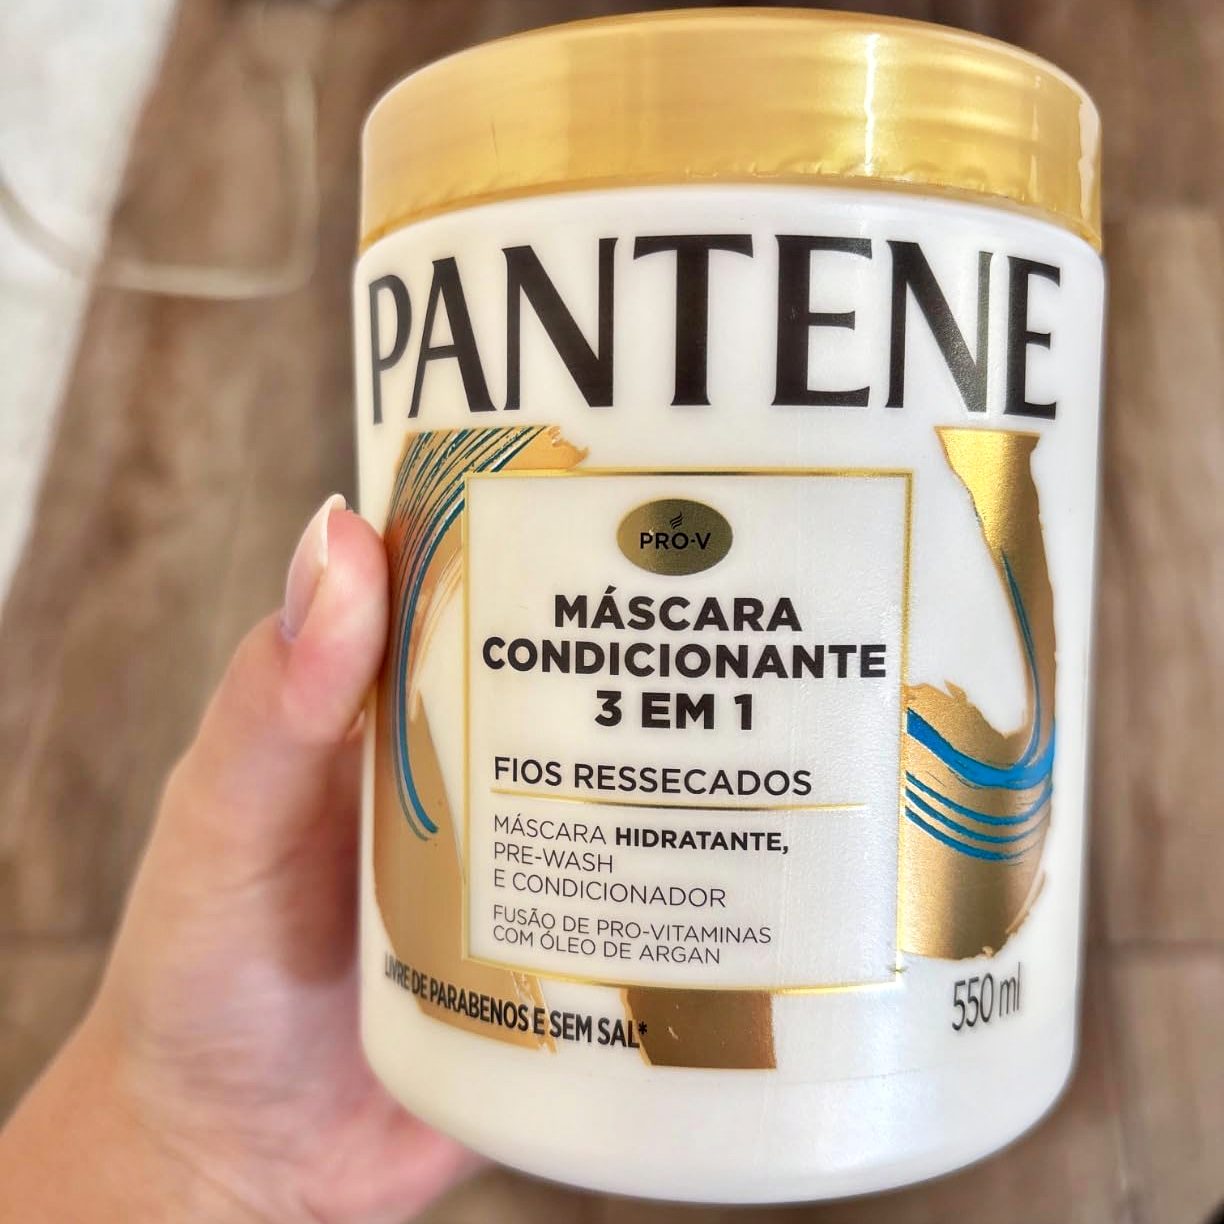 PANTENE
PRO-V
MÁSCARA
CONDICIONANTE
3 EM 1
FIOS RESSECADOS
MÁSCARA HIDRATANTE,
PRE-WASH
E CONDICIONADOR
FUSÃO DE PRO-VITAMINAS
COM ÓLEO DE ARGAN
LIVRE DE PARABENOS E SEM SAL*
550 ml